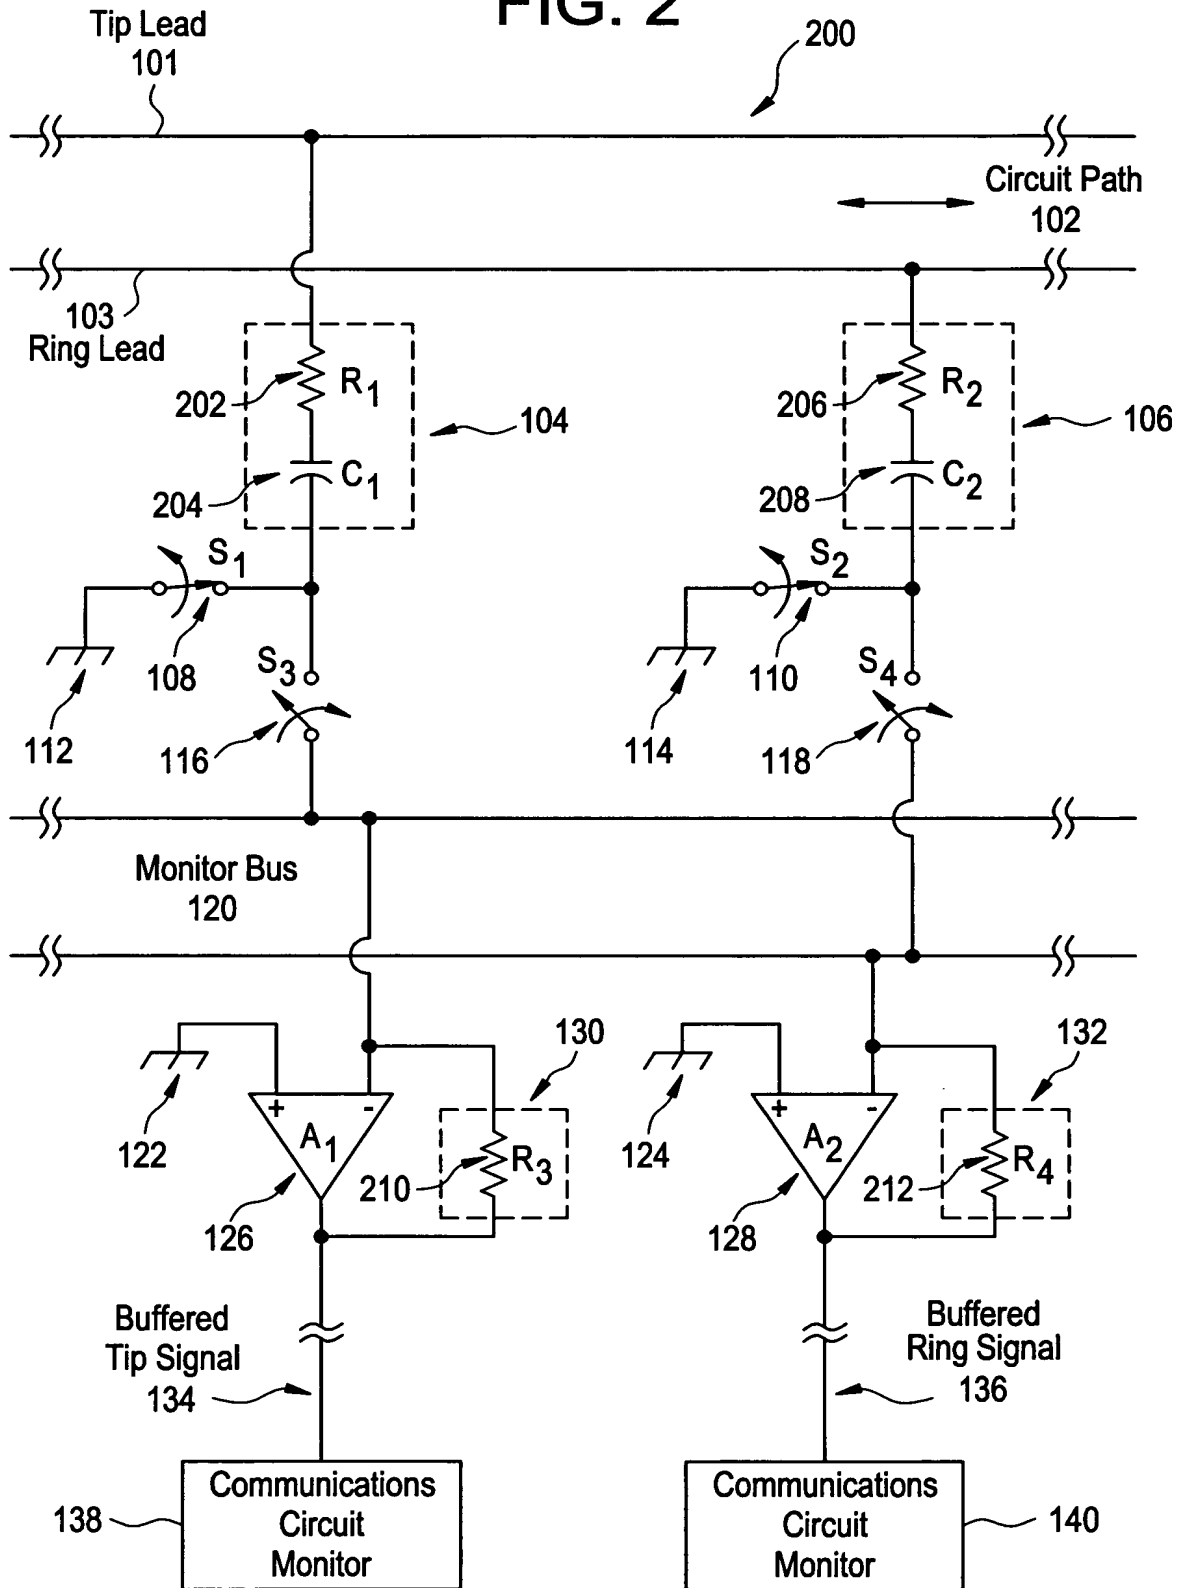 FIG. 2
Tip Lead
101
200
Circuit Path
102
103
Ring Lead
202
R1
104
204
C1
206
R2
106
208
C2
S1
108
112
S3
116
S2
110
114
S4
118
Monitor Bus
120
122
+
-
A1
126
130
210
R3
124
+
-
A2
128
132
212
R4
Buffered
Tip Signal
134
Buffered
Ring Signal
136
138
Communications
Circuit
Monitor
Communications
Circuit
Monitor
140